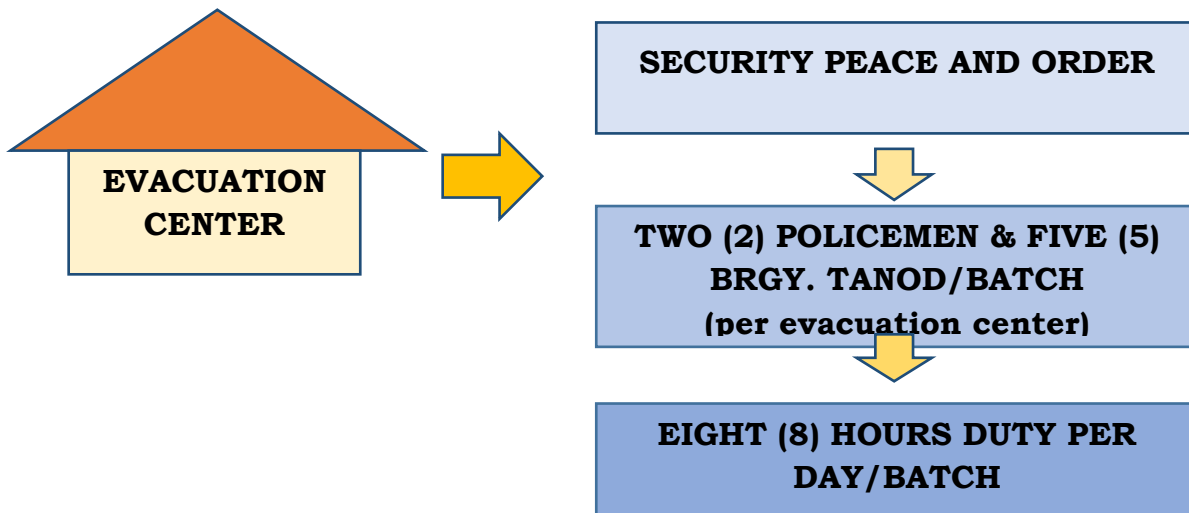 EVACUATION
CENTER
SECURITY PEACE AND ORDER
TWO (2) POLICEMEN & FIVE (5)
BRGY. TANOD/BATCH
(per evacuation center)
EIGHT (8) HOURS DUTY PER
DAY/BATCH